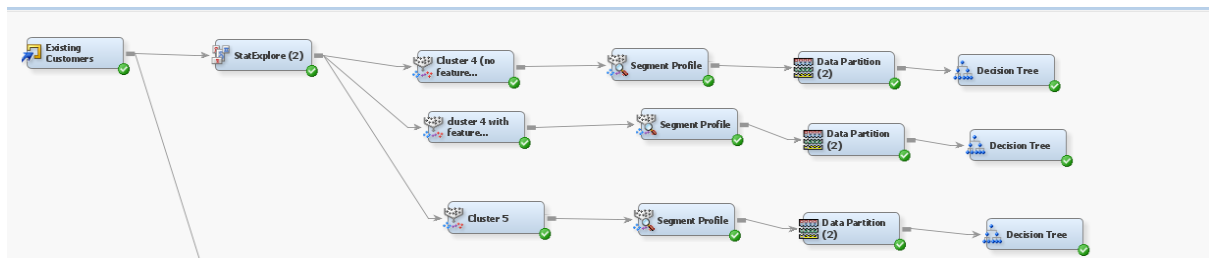 Existing
Customers
StatExplore (2)
Cluster 4 (no
feature...
Segment Profile
Data Partition
(2)
Decision Tree
cluster 4 with
feature...
Segment Profile
Data Partition
(2)
Decision Tree
Cluster 5
Segment Profile
Data Partition
(2)
Decision Tree